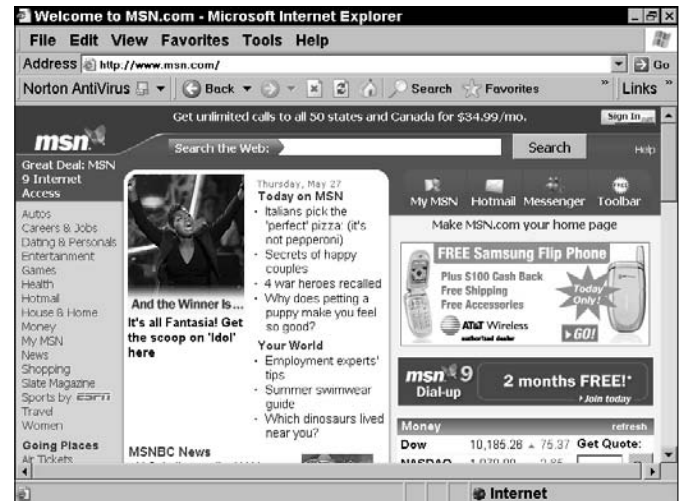 Welcome to MSN.com - Microsoft Internet Explorer
File Edit View Favorites Tools Help
Address http://www.msn.com/ Go
Norton AntiVirus Back Search Favorites » Links »
Get unlimited calls to all 50 states and Canada for $34.99/mo.
Sign In
msn
Search the Web: Search Help
Great Deal: MSN
9 Internet
Access
Autos
Careers & Jobs
Dating & Personals
Entertainment
Games
Health
Hotmail
House & Home
Money
My MSN
News
Shopping
Slate Magazine
Sports by ESPN
Travel
Women
Going Places
Air Tickets
And the Winner Is...
It's all Fantasia! Get
the scoop on 'Idol'
here
MSNBC News
Thursday, May 27
Today on MSN
· Italians pick the
'perfect' pizza: (it's
not pepperoni)
· Secrets of happy
couples
· 4 war heroes recalled
· Why does petting a
puppy make you feel
so good?
Your World
· Employment experts'
tips
· Summer swimwear
guide
· Which dinosaurs lived
near you?
My MSN Hotmail Messenger Toolbar
Make MSN.com your home page
FREE Samsung Flip Phone
Plus $100 Cash Back
Free Shipping
Free Accessories
Today
Only!
AT&T Wireless
authorized dealer
GO!
msn 9
Dial-up
2 months FREE!*
Join today
Money refresh
Dow 10,185.26 75.37 Get Quote:
NASDAQ
Internet